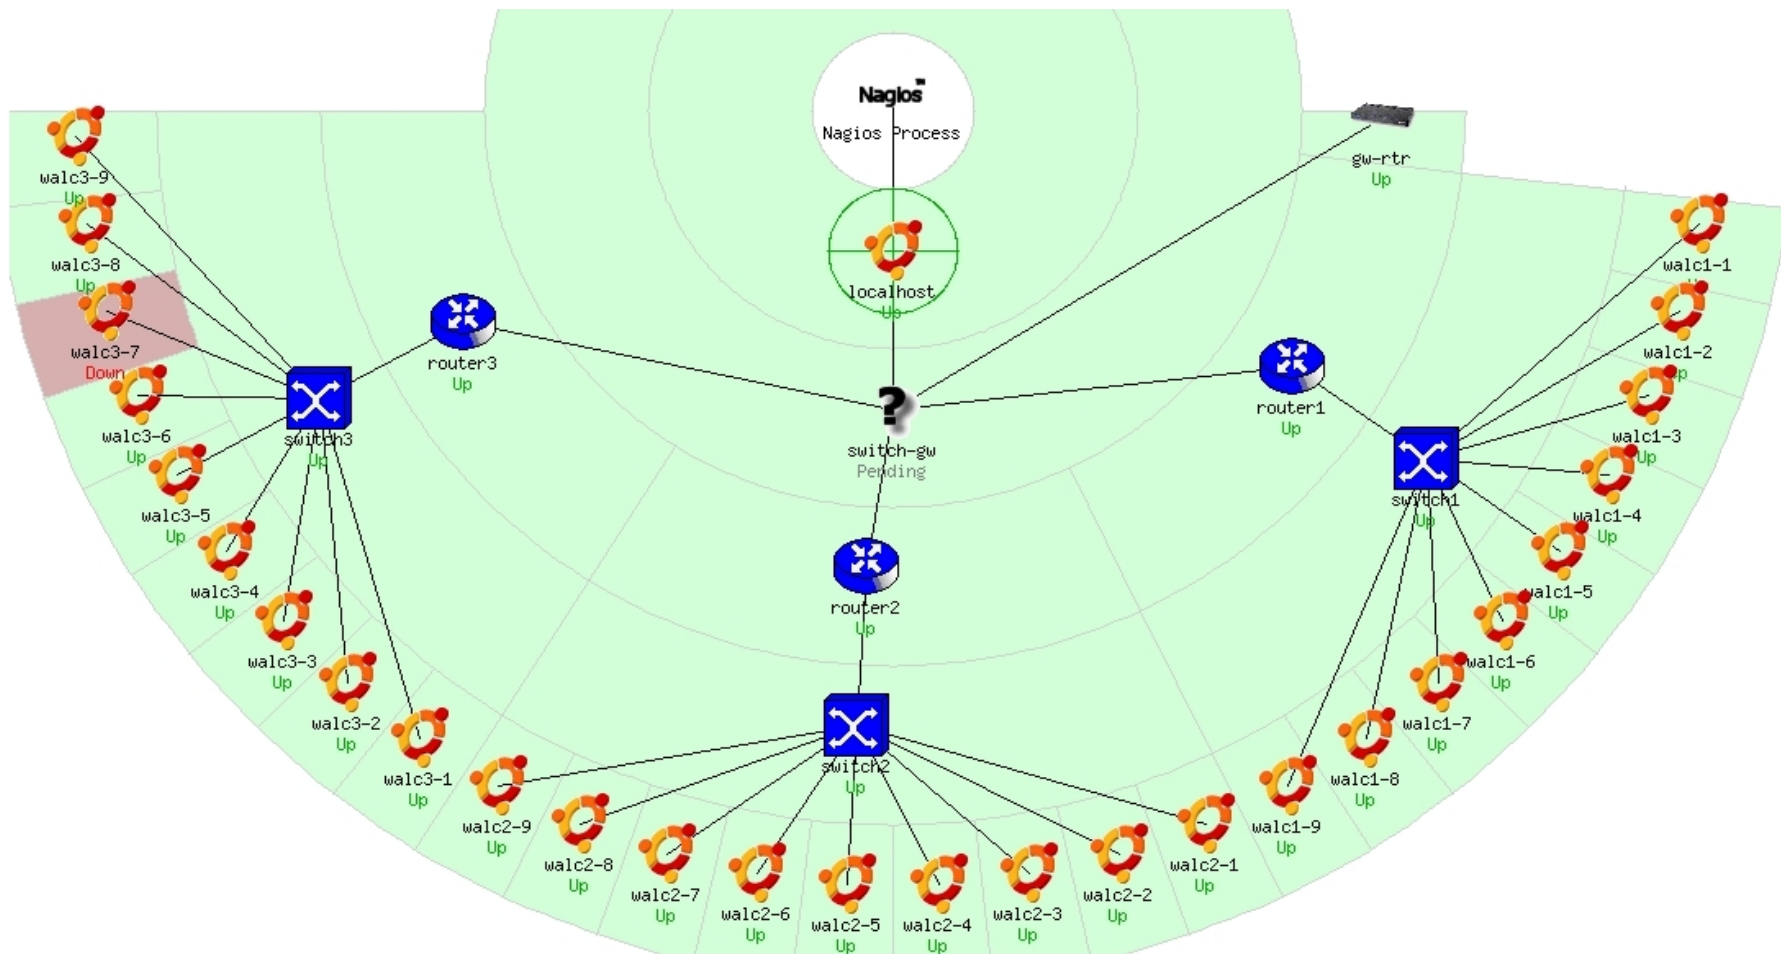 Nagios™
Nagios Process
localhost
Up
gw-rtr
Up
switch-gw
Pending
router3
Up
router1
Up
router2
Up
switch3
Up
switch1
Up
switch2
Up
walc3-9
Up
walc3-8
Up
walc3-7
Down
walc3-6
Up
walc3-5
Up
walc3-4
Up
walc3-3
Up
walc3-2
Up
walc3-1
Up
walc2-9
Up
walc2-8
Up
walc2-7
Up
walc2-6
Up
walc2-5
Up
walc2-4
Up
walc2-3
Up
walc2-2
Up
walc2-1
Up
walc1-9
Up
walc1-8
Up
walc1-7
Up
walc1-6
Up
walc1-5
Up
walc1-4
Up
walc1-3
Up
walc1-2
walc1-1